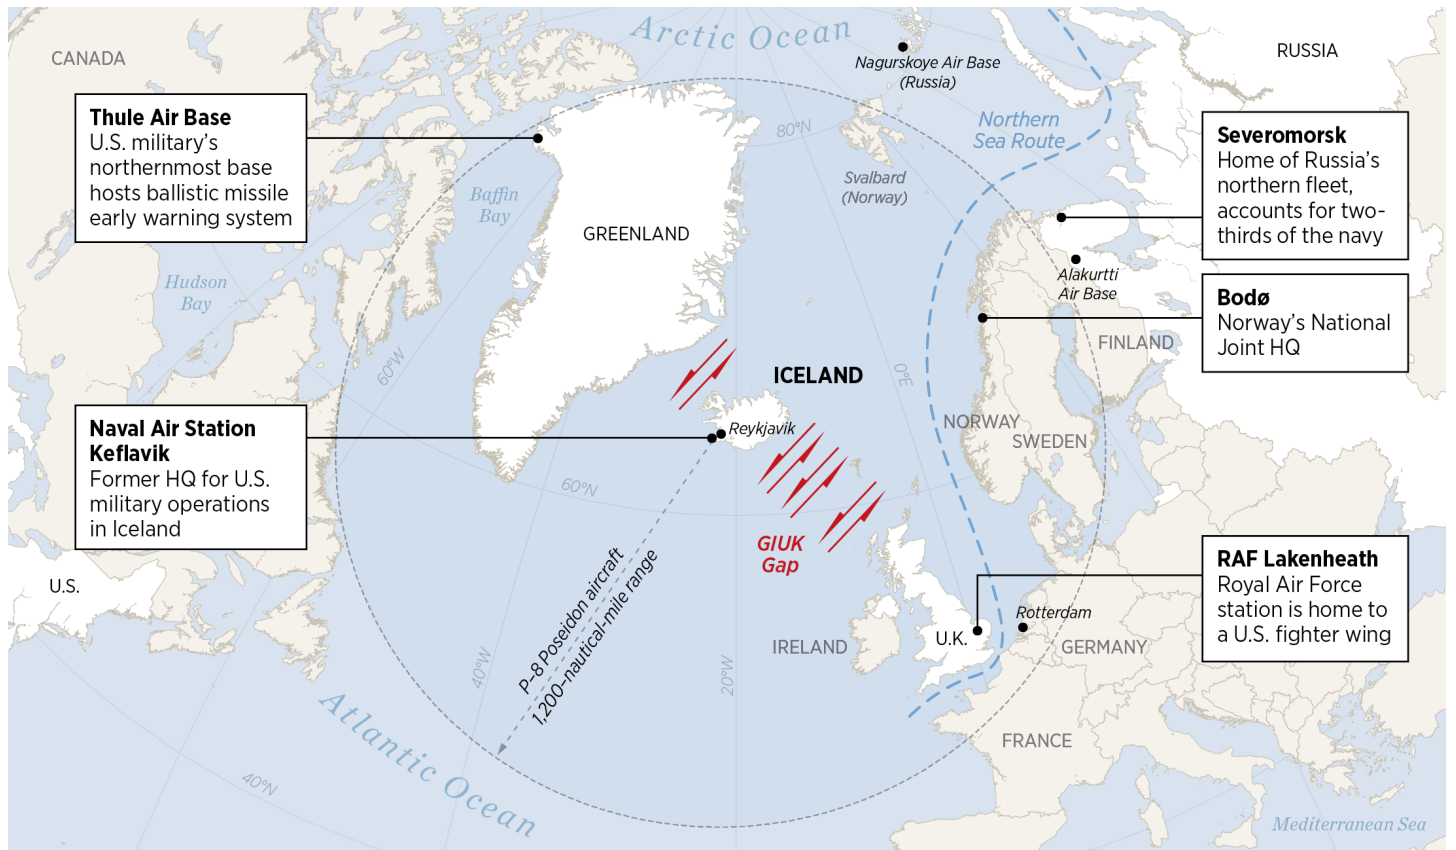 Arctic Ocean
CANADA
RUSSIA
Nagurskoye Air Base
(Russia)
Thule Air Base
U.S. military’s
northernmost base
hosts ballistic missile
early warning system
80°N
Northern
Sea Route
Severomorsk
Home of Russia’s
northern fleet,
accounts for two-
thirds of the navy
Svalbard
(Norway)
Baffin
Bay
GREENLAND
Hudson
Bay
Alakurtti
Air Base
Bodø
Norway’s National
Joint HQ
FINLAND
60°W
ICELAND
0°E
NORWAY
SWEDEN
Naval Air Station
Keflavik
Former HQ for U.S.
military operations
in Iceland
Reykjavik
60°N
GIUK
Gap
RAF Lakenheath
Royal Air Force
station is home to
a U.S. fighter wing
U.S.
P-8 Poseidon aircraft
1,200-nautical-mile range
Rotterdam
U.K.
IRELAND
GERMANY
40°W
20°W
Atlantic Ocean
FRANCE
40°N
Mediterranean Sea